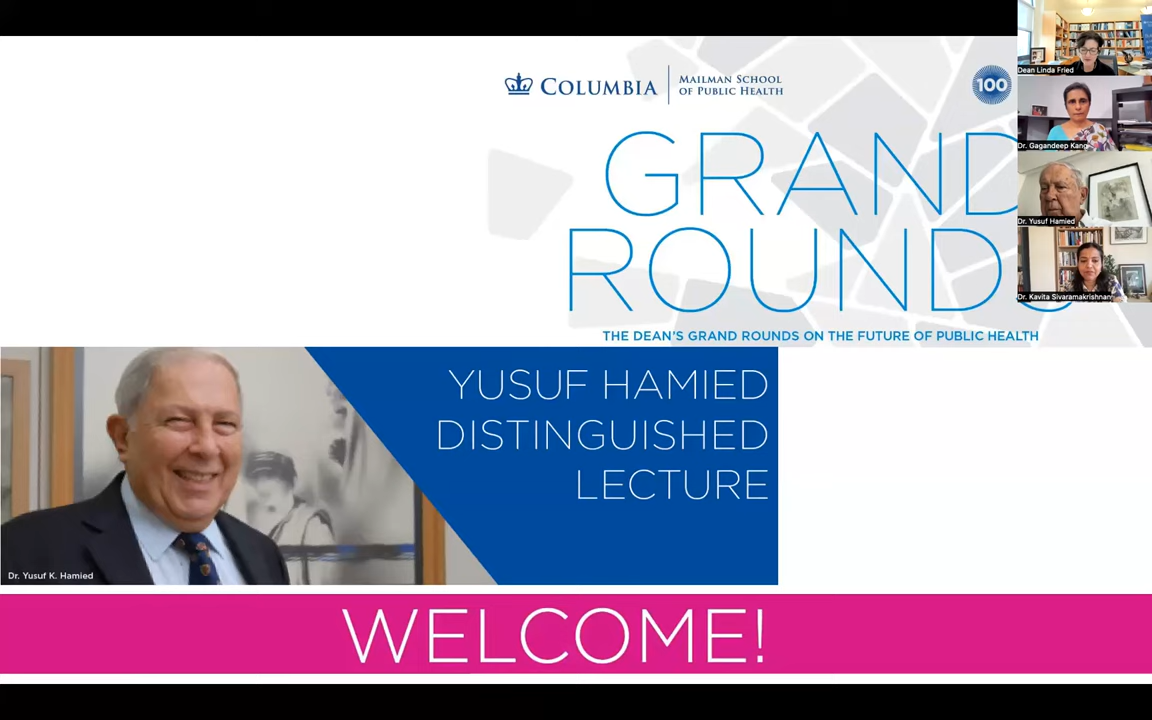 COLUMBIA
MAILMAN SCHOOL
OF PUBLIC HEALTH
100
GRAND
ROUNDS
THE DEAN'S GRAND ROUNDS ON THE FUTURE OF PUBLIC HEALTH
Dean Linda Fried
Dr. Gagandeep Kang
Dr. Yusuf Hamied
Dr. Kavita Sivaramakrishnan
YUSUF HAMIED
DISTINGUISHED
LECTURE
Dr. Yusuf K. Hamied
WELCOME!